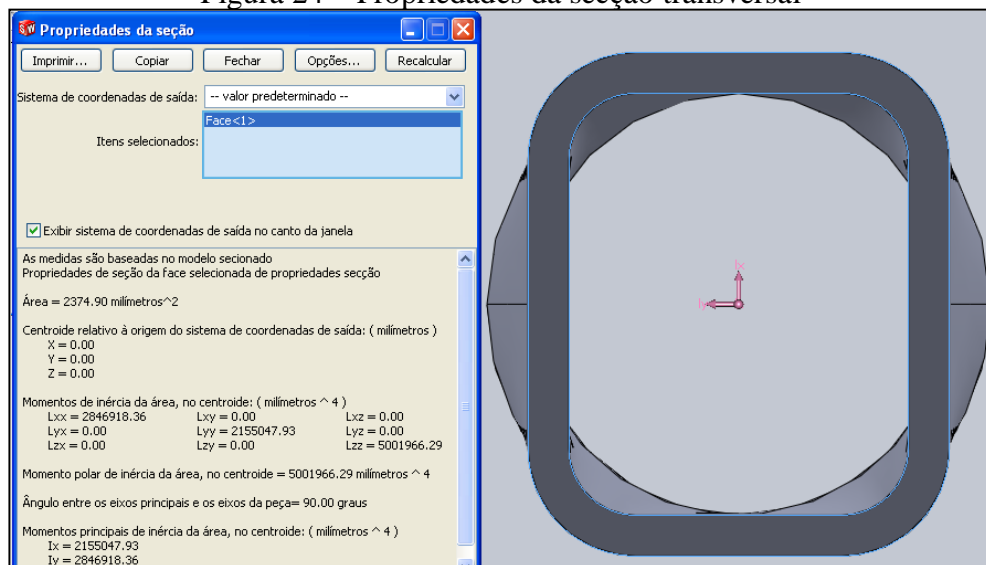 Figura 24 – Propriedades da secção transversal
Propriedades da seção
Imprimir... Copiar Fechar Opções... Recalcular
Sistema de coordenadas de saída: -- valor predeterminado --
Face<1>
Itens selecionados:
Exibir sistema de coordenadas de saída no canto da janela
As medidas são baseadas no modelo secionado
Propriedades de seção da face selecionada de propriedades secção
Área = 2374.90 milímetros^2
Centroide relativo à origem do sistema de coordenadas de saída: ( milímetros )
X = 0.00
Y = 0.00
Z = 0.00
Momentos de inércia da área, no centroide: ( milímetros ^ 4 )
Lxx = 2846918.36 Lxy = 0.00 Lxz = 0.00
Lyx = 0.00 Lyy = 2155047.93 Lyz = 0.00
Lzx = 0.00 Lzy = 0.00 Lzz = 5001966.29
Momento polar de inércia da área, no centroide = 5001966.29 milímetros ^ 4
Ângulo entre os eixos principais e os eixos da peça= 90.00 graus
Momentos principais de inércia da área, no centroide: ( milímetros ^ 4 )
Ix = 2155047.93
Iy = 2846918.36